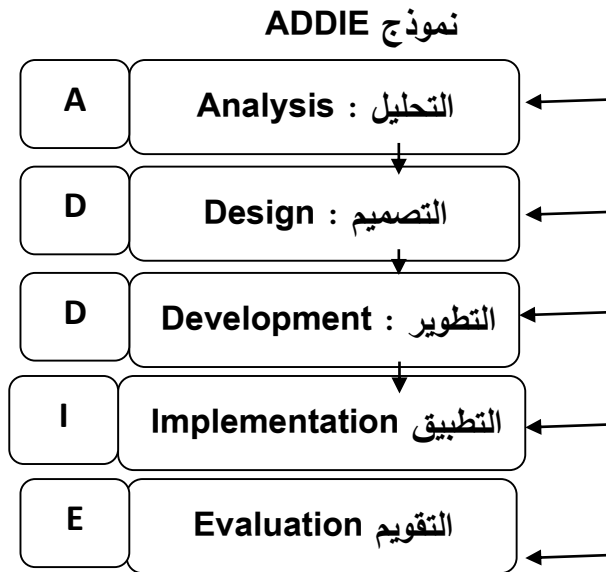 نموذج ADDIE
A
التحليل : Analysis
D
التصميم : Design
D
التطوير : Development
I
التطبيق Implementation
E
التقويم Evaluation